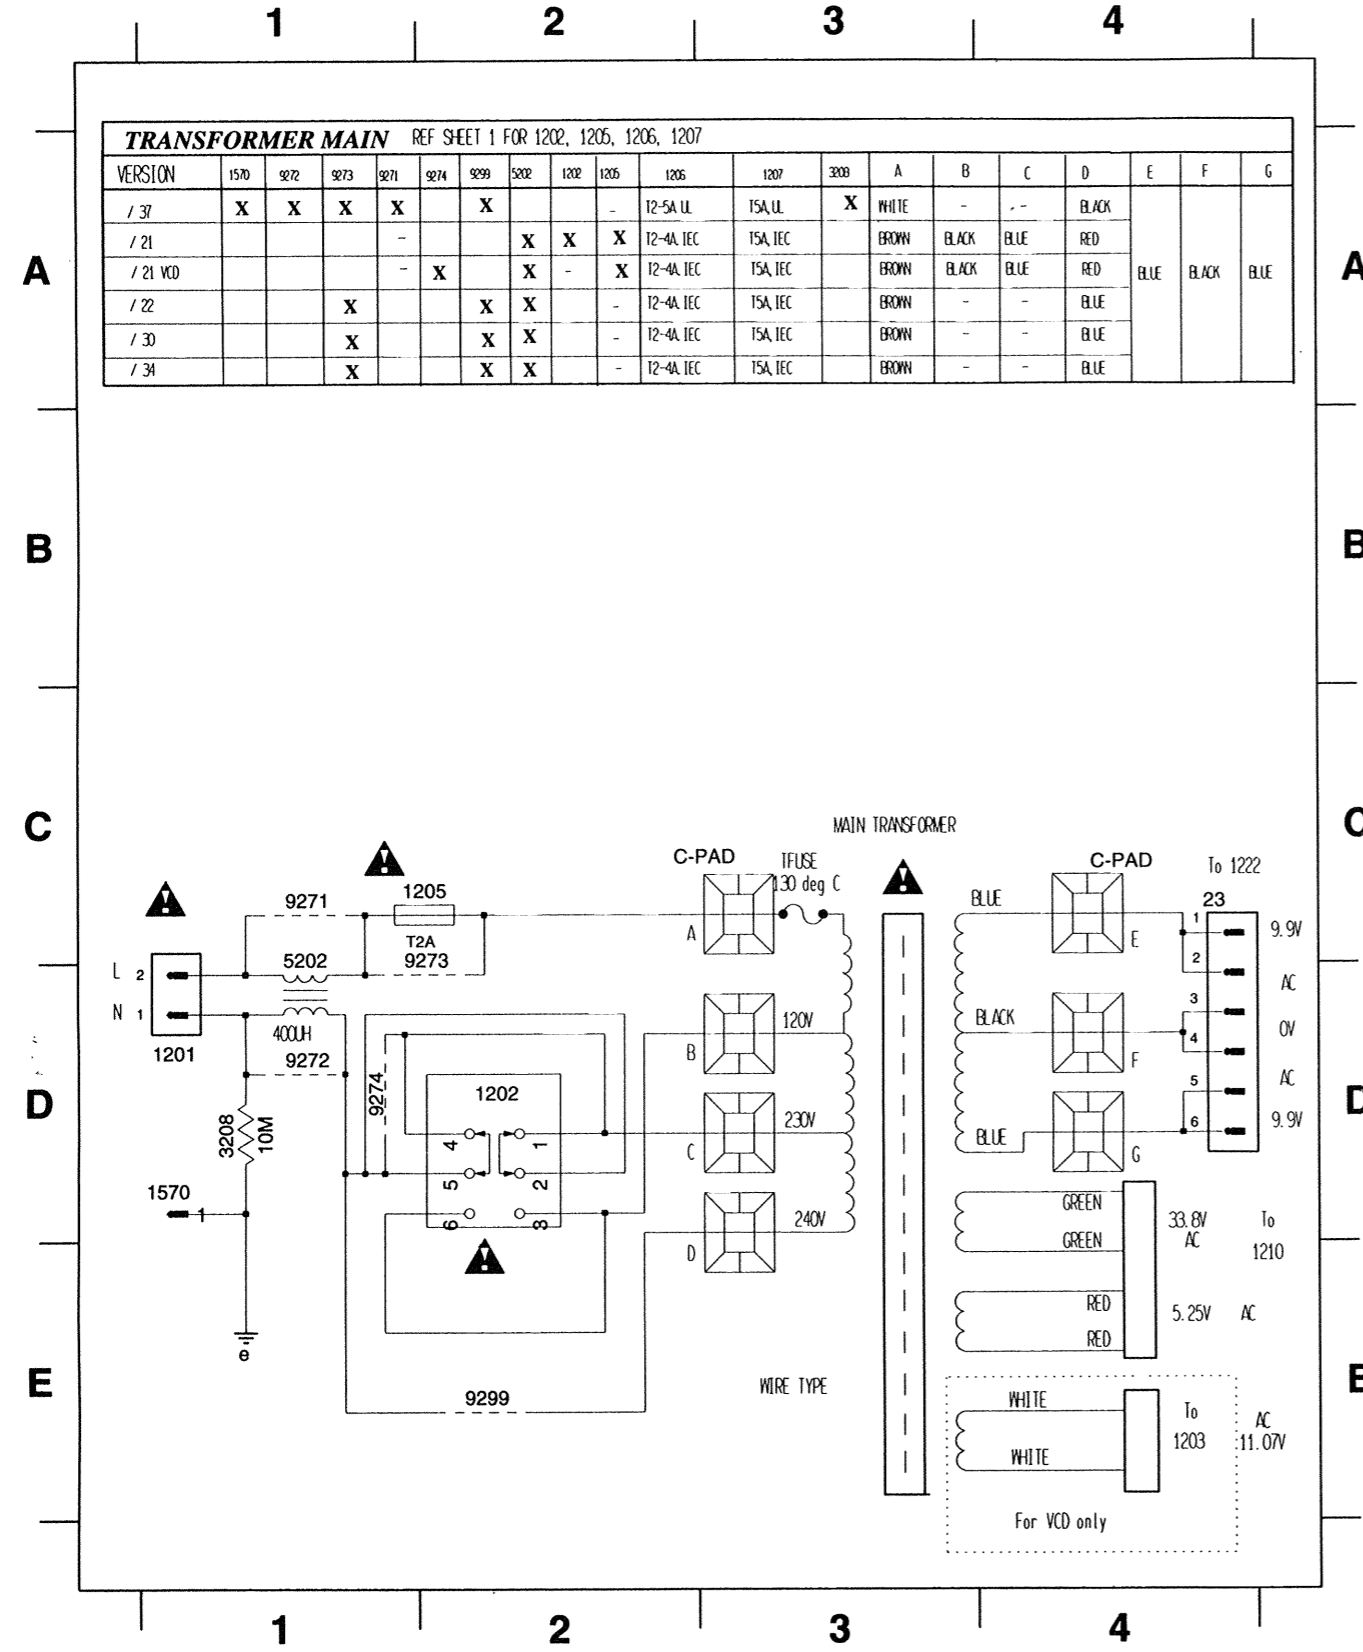 1 2 3 4
TRANSFORMER MAIN REF SHEET 1 FOR 1202, 1205, 1206, 1207
VERSION 1570 9272 9273 9271 9274 9299 5202 1202 1205 1206 1207 3208 A B C D E F G
/ 37 X X X X X - T2-5A UL T5A, UL X WHITE - - BLACK
/ 21 - X X X T2-4A, IEC T5A, IEC BROWN BLACK BLUE RED
/ 21 VCD - X X - X T2-4A, IEC T5A, IEC BROWN BLACK BLUE RED BLUE BLACK BLUE
/ 22 X X X - T2-4A, IEC T5A, IEC BROWN - - BLUE
/ 30 X X X - T2-4A, IEC T5A, IEC BROWN - - BLUE
/ 34 X X X - T2-4A, IEC T5A, IEC BROWN - - BLUE
A A
B B
C C
MAIN TRANSFORMER
C-PAD TFUSE
130 deg C
C-PAD To 1222
9271 1205 BLUE 23
T2A
9273
A E 1 9.9V
L 2 5202 2
AC
N 1 400UH 120V BLACK 3
0V
1201 9272 B F 4
D D
9274 1202 5 AC
3208 10M 4 1 230V BLUE 6 9.9V
C G
1570 5 2
1 6 3 240V GREEN 33.8V To
D GREEN AC 1210
RED 5.25V AC
RED
e
E E
9299 WIRE TYPE
WHITE To AC
1203 11.07V
WHITE
For VCD only
1 2 3 4